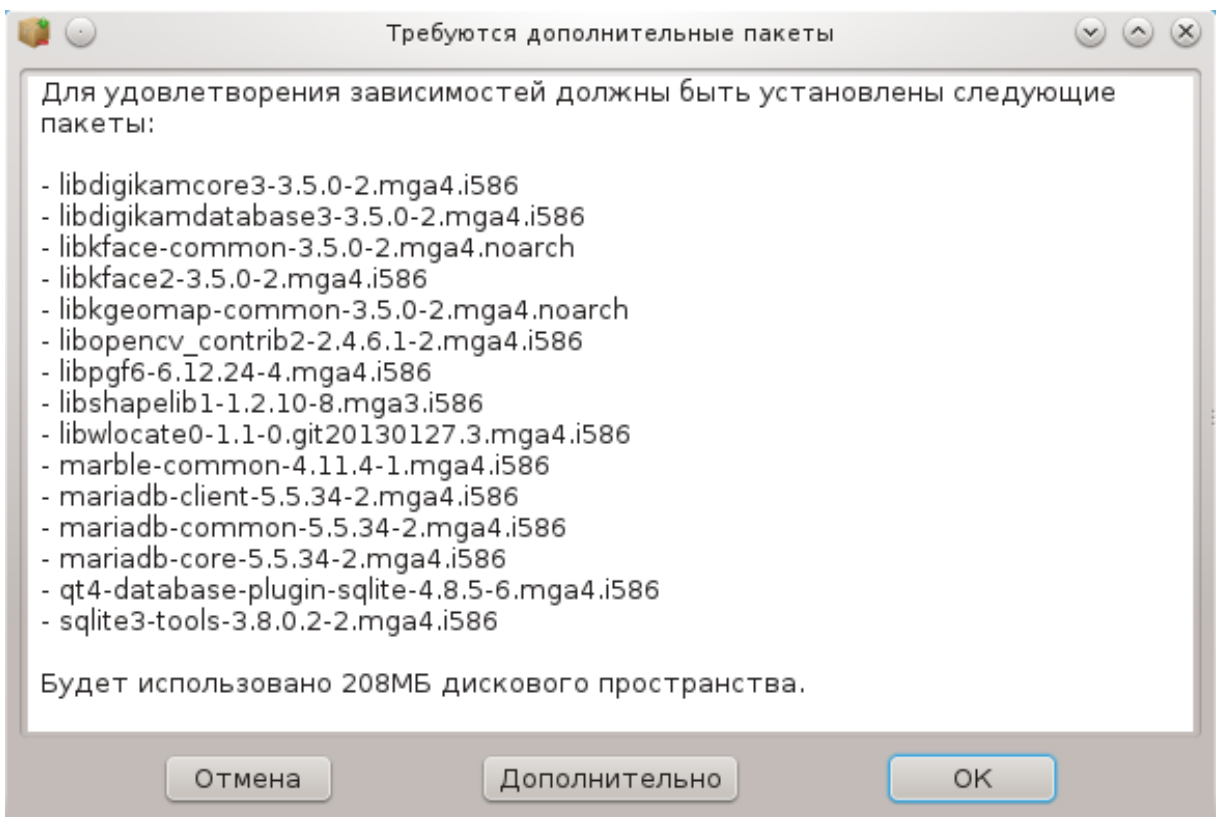 Требуются дополнительные пакеты
Для удовлетворения зависимостей должны быть установлены следующие
пакеты:
- libdigikamcore3-3.5.0-2.mga4.i586
- libdigikamdatabase3-3.5.0-2.mga4.i586
- libkface-common-3.5.0-2.mga4.noarch
- libkface2-3.5.0-2.mga4.i586
- libkgeomap-common-3.5.0-2.mga4.noarch
- libopencv_contrib2-2.4.6.1-2.mga4.i586
- libpgf6-6.12.24-4.mga4.i586
- libshapelib1-1.2.10-8.mga3.i586
- libwlocate0-1.1-0.git20130127.3.mga4.i586
- marble-common-4.11.4-1.mga4.i586
- mariadb-client-5.5.34-2.mga4.i586
- mariadb-common-5.5.34-2.mga4.i586
- mariadb-core-5.5.34-2.mga4.i586
- qt4-database-plugin-sqlite-4.8.5-6.mga4.i586
- sqlite3-tools-3.8.0.2-2.mga4.i586
Будет использовано 208МБ дискового пространства.
Отмена
Дополнительно
OK